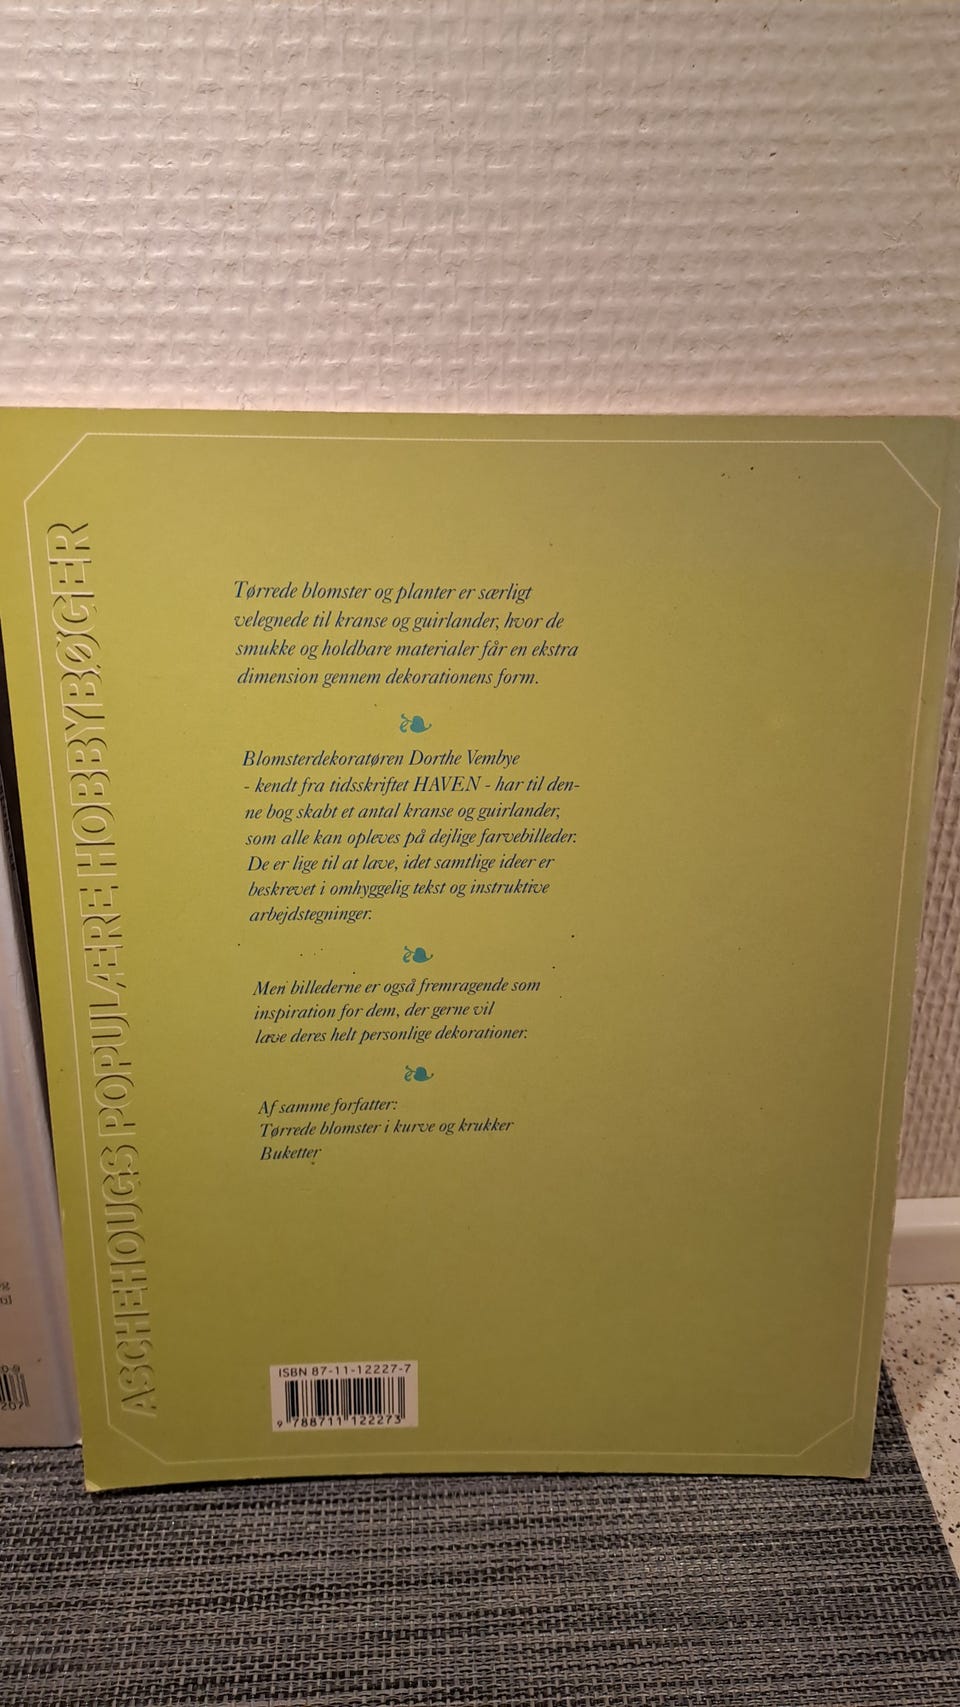 ASCHEHOUGS POPULÆRE HOBBYBØGER
Tørrede blomster og planter er særligt
velegnede til kranse og guirlander, hvor de
smukke og holdbare materialer får en ekstra
dimension gennem dekorationens form.
Blomsterdekoratøren Dorthe Vembye
- kendt fra tidsskriftet HAVEN - har til den-
ne bog skabt et antal kranse og guirlander,
som alle kan opleves på dejlige farvebilleder.
De er lige til at lave, idet samtlige ideer er
beskrevet i omhyggelig tekst og instruktive
arbejdstegninger.
Men billederne er også fremragende som
inspiration for dem, der gerne vil
lave deres helt personlige dekorationer.
Af samme forfatter:
Tørrede blomster i kurve og krukker
Buketter
ISBN 87-11-12227-7
9 788711 122273